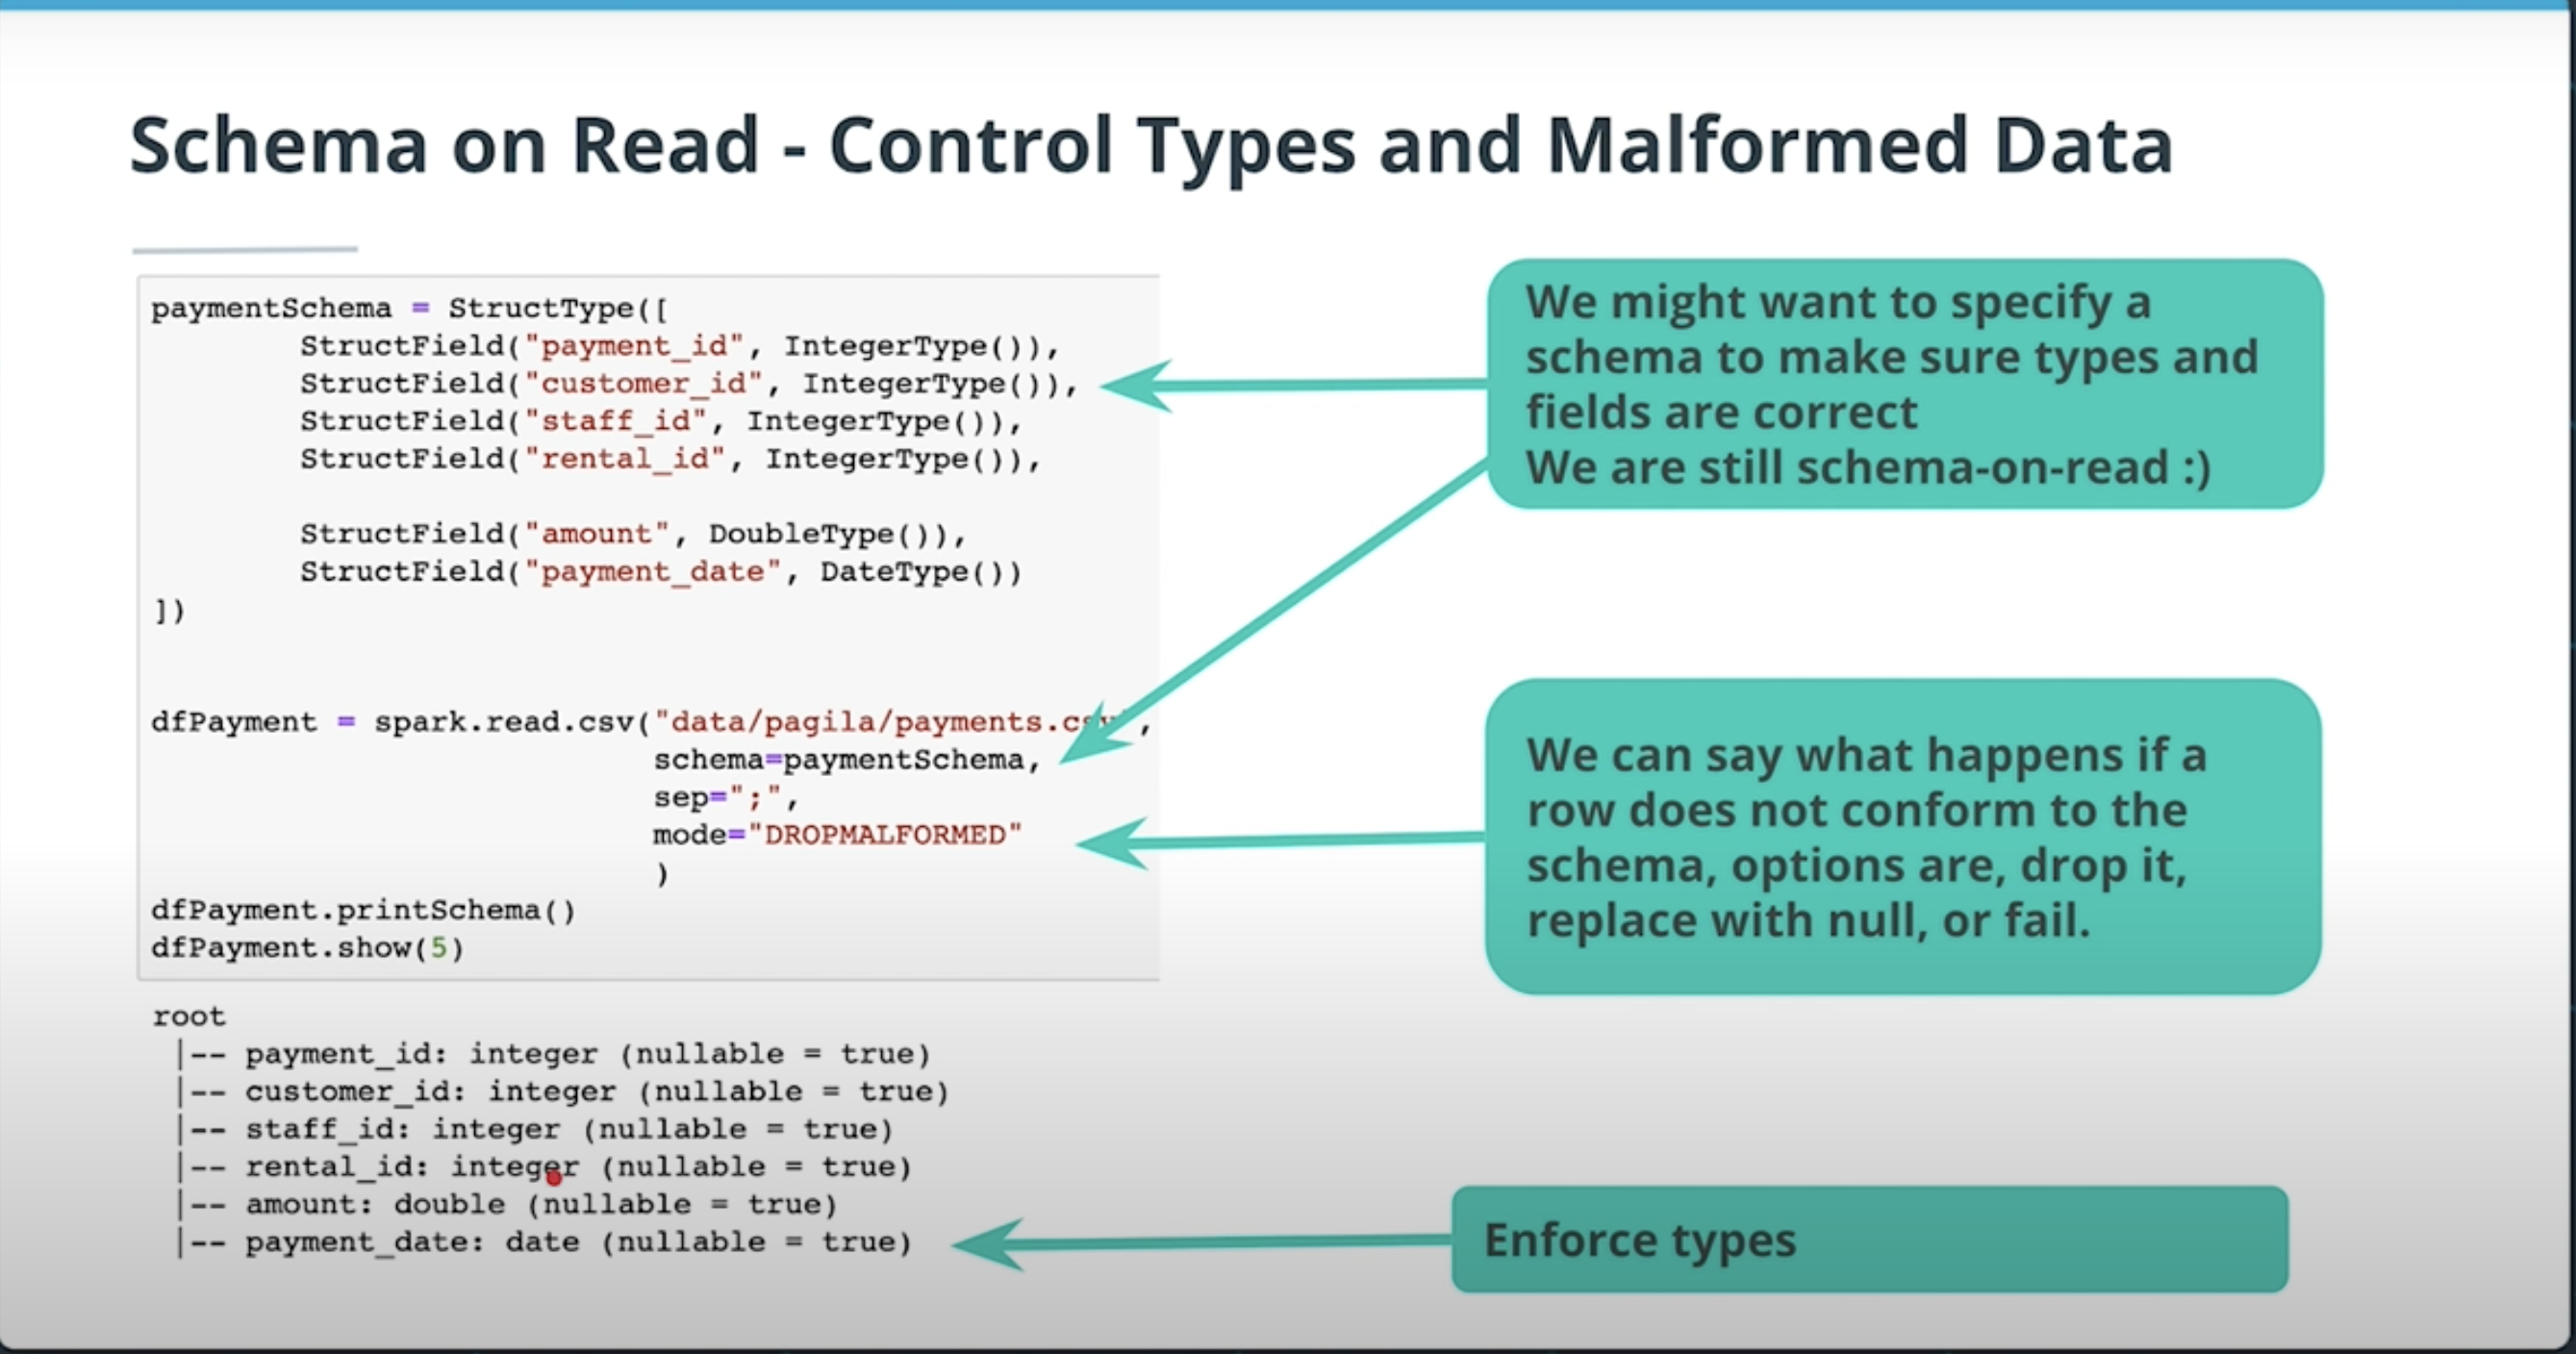 Schema on Read - Control Types and Malformed Data
paymentSchema = StructType([
        StructField("payment_id", IntegerType()),
        StructField("customer_id", IntegerType()),
        StructField("staff_id", IntegerType()),
        StructField("rental_id", IntegerType()),
        StructField("amount", DoubleType()),
        StructField("payment_date", DateType())
])
dfPayment = spark.read.csv("data/pagila/payments.csv",
                           schema=paymentSchema,
                           sep=";",
                           mode="DROPMALFORMED"
                           )
dfPayment.printSchema()
dfPayment.show(5)
root
 |-- payment_id: integer (nullable = true)
 |-- customer_id: integer (nullable = true)
 |-- staff_id: integer (nullable = true)
 |-- rental_id: integer (nullable = true)
 |-- amount: double (nullable = true)
 |-- payment_date: date (nullable = true)
We might want to specify a
schema to make sure types and
fields are correct
We are still schema-on-read :)
We can say what happens if a
row does not conform to the
schema, options are, drop it,
replace with null, or fail.
Enforce types